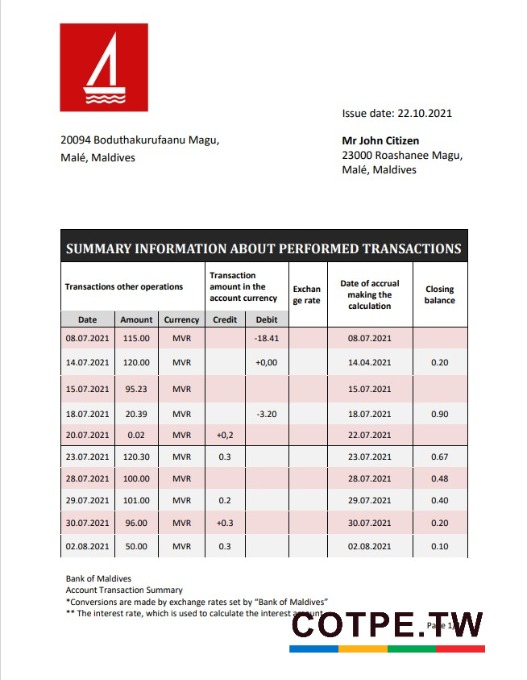 Issue date: 22.10.2021
20094 Boduthakurufaanu Magu,
Malé, Maldives
Mr John Citizen
23000 Roashanee Magu,
Malé, Maldives
SUMMARY INFORMATION ABOUT PERFORMED TRANSACTIONS
Transactions other operations
Transaction
amount in the
account currency
Exchan
ge rate
Date of accrual
making the
calculation
Closing
balance
Date Amount Currency Credit Debit
08.07.2021 115.00 MVR -18.41 08.07.2021
14.07.2021 120.00 MVR +0,00 14.04.2021 0.20
15.07.2021 95.23 MVR 15.07.2021
18.07.2021 20.39 MVR -3.20 18.07.2021 0.90
20.07.2021 0.02 MVR +0,2 22.07.2021
23.07.2021 120.30 MVR 0.3 23.07.2021 0.67
28.07.2021 100.00 MVR 28.07.2021 0.48
29.07.2021 101.00 MVR 0.2 29.07.2021 0.40
30.07.2021 96.00 MVR +0.3 30.07.2021 0.20
02.08.2021 50.00 MVR 0.3 02.08.2021 0.10
Bank of Maldives
Account Transaction Summary
*Conversions are made by exchange rates set by “Bank of Maldives”
** The interest rate, which is used to calculate the interest amount
COTPE.TW